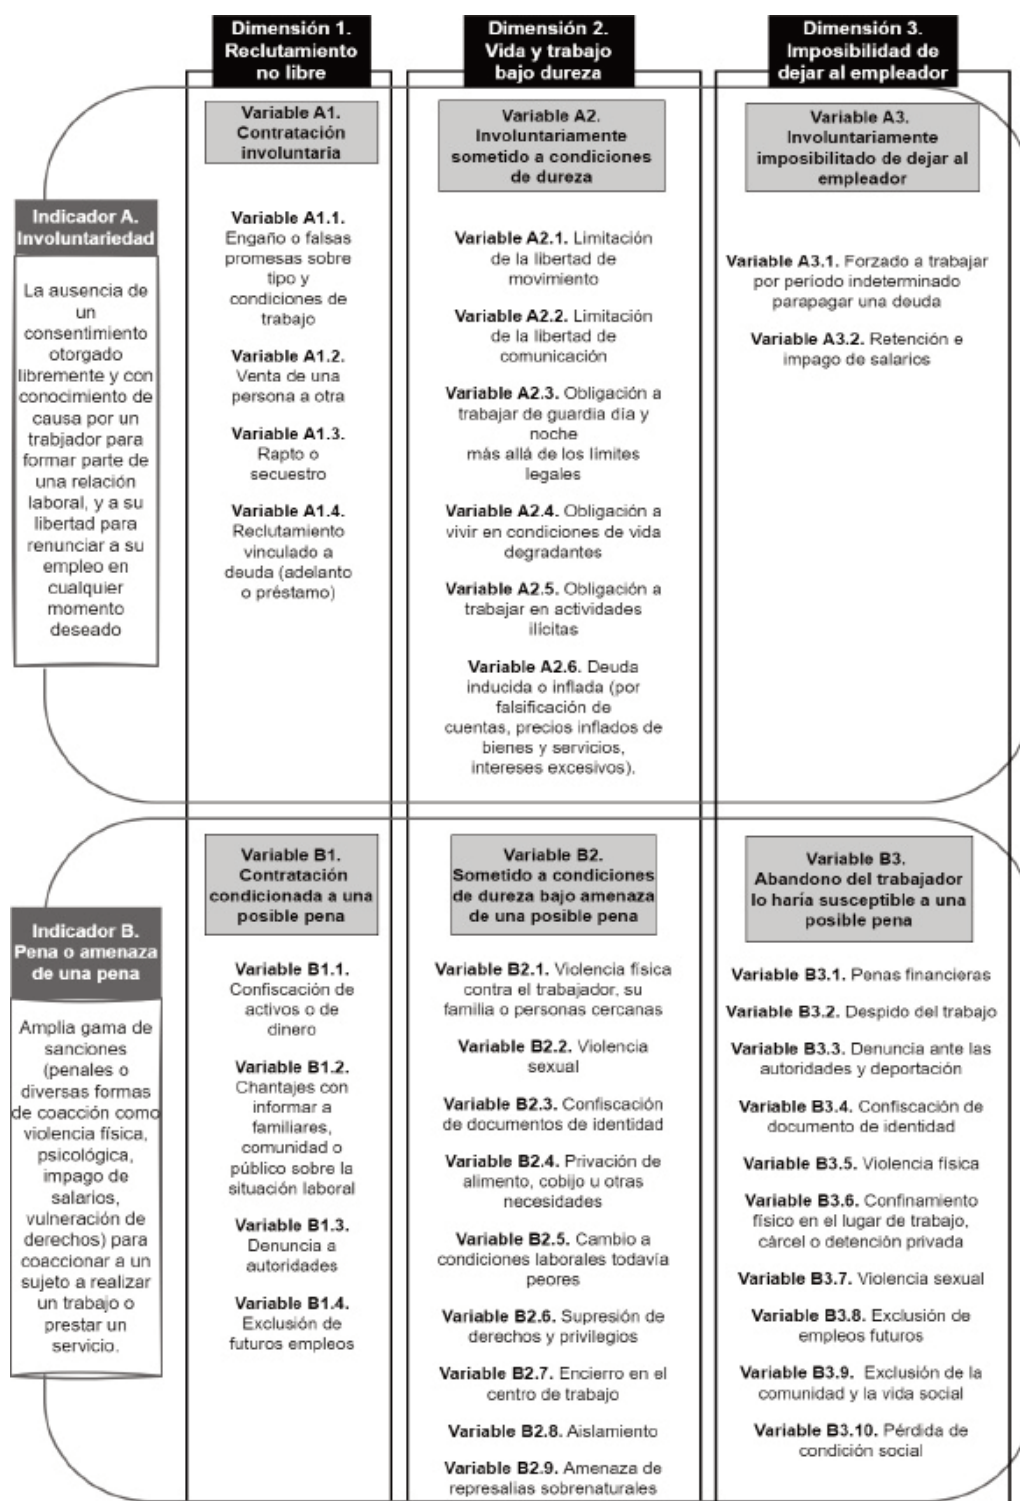 Dimensión 1.
Reclutamiento
no libre
Dimensión 2.
Vida y trabajo
bajo dureza
Dimensión 3.
Imposibilidad de
dejar al empleador
Indicador A.
Involuntariedad
La ausencia de
un
consentimiento
otorgado
libremente y con
conocimiento de
causa por un
trabjador para
formar parte de
una relación
laboral, y a su
libertad para
renunciar a su
empleo en
cualquier
momento
deseado
Variable A1.
Contratación
involuntaria
Variable A1.1.
Engaño o falsas
promesas sobre
tipo y
condiciones de
trabajo
Variable A1.2.
Venta de una
persona a otra
Variable A1.3.
Rapto o
secuestro
Variable A1.4.
Reclutamiento
vinculado a
deuda (adelanto
o préstamo)
Variable A2.
Involuntariamente
sometido a condiciones
de dureza
Variable A2.1. Limitación
de la libertad de
movimiento
Variable A2.2. Limitación
de la libertad de
comunicación
Variable A2.3. Obligación a
trabajar de guardia día y
noche
más allá de los límites
legales
Variable A2.4. Obligación a
vivir en condiciones de vida
degradantes
Variable A2.5. Obligación a
trabajar en actividades
ilícitas
Variable A2.6. Deuda
inducida o inflada (por
falsificación de
cuentas, precios inflados de
bienes y servicios,
intereses excesivos).
Variable A3.
Involuntariamente
imposibilitado de dejar al
empleador
Variable A3.1. Forzado a trabajar
por período indeterminado
parapagar una deuda
Variable A3.2. Retención e
impago de salarios
Indicador B.
Pena o amenaza
de una pena
Amplia gama de
sanciones
(penales o
diversas formas
de coacción como
violencia física,
psicológica,
impago de
salarios,
vulneración de
derechos) para
coaccionar a un
sujeto a realizar
un trabajo o
prestar un
servicio.
Variable B1.
Contratación
condicionada a una
posible pena
Variable B1.1.
Confiscación de
activos o de
dinero
Variable B1.2.
Chantajes con
informar a
familiares,
comunidad o
público sobre la
situación laboral
Variable B1.3.
Denuncia a
autoridades
Variable B1.4.
Exclusión de
futuros empleos
Variable B2.
Sometido a condiciones
de dureza bajo amenaza
de una posible pena
Variable B2.1. Violencia física
contra el trabajador, su
familia o personas cercanas
Variable B2.2. Violencia
sexual
Variable B2.3. Confiscación
de documentos de identidad
Variable B2.4. Privación de
alimento, cobijo u otras
necesidades
Variable B2.5. Cambio a
condiciones laborales todavía
peores
Variable B2.6. Supresión de
derechos y privilegios
Variable B2.7. Encierro en el
centro de trabajo
Variable B2.8. Aislamiento
Variable B2.9. Amenaza de
represalias sobrenaturales
Variable B3.
Abandono del trabajador
lo haría susceptible a una
posible pena
Variable B3.1. Penas financieras
Variable B3.2. Despido del trabajo
Variable B3.3. Denuncia ante las
autoridades y deportación
Variable B3.4. Confiscación de
documento de identidad
Variable B3.5. Violencia física
Variable B3.6. Confinamiento
físico en el lugar de trabajo,
cárcel o detención privada
Variable B3.7. Violencia sexual
Variable B3.8. Exclusión de
empleos futuros
Variable B3.9. Exclusión de la
comunidad y la vida social
Variable B3.10. Pérdida de
condición social